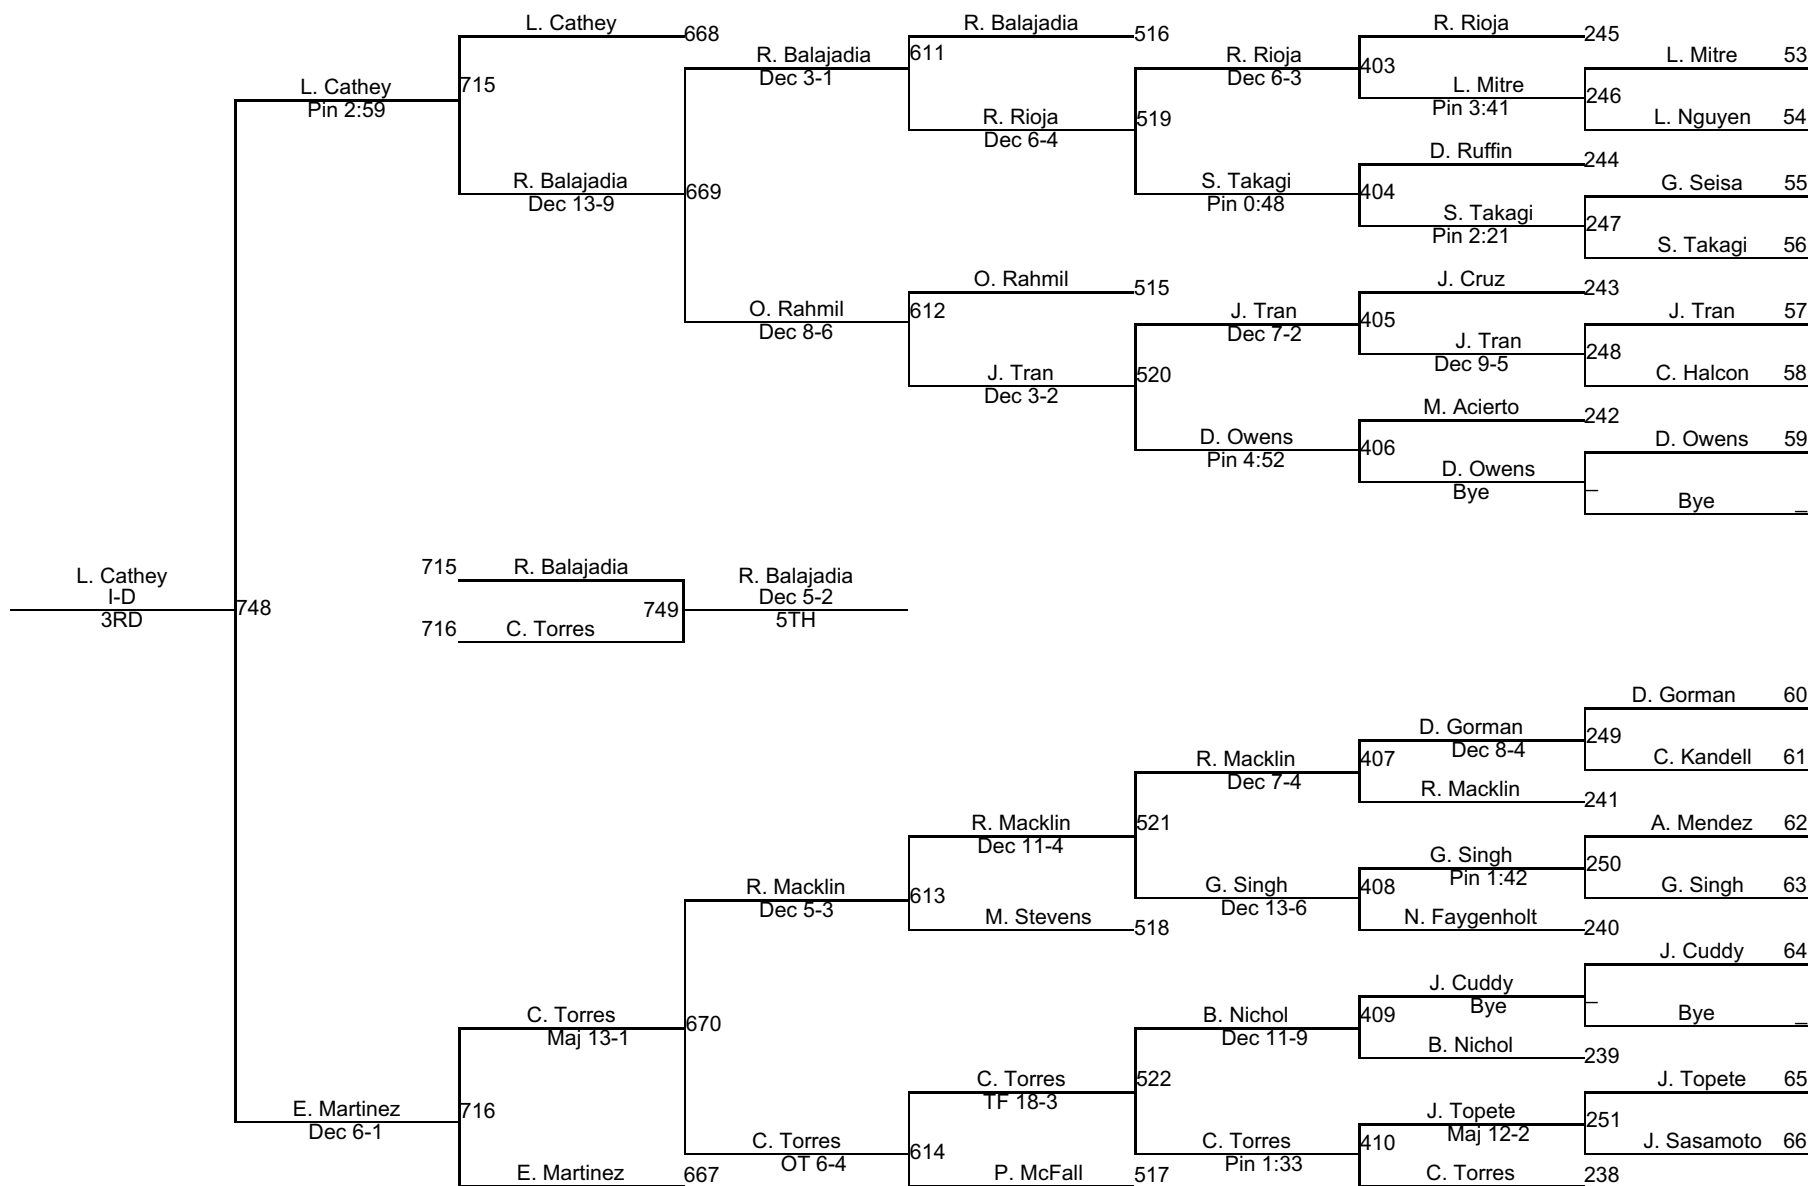 L. Cathey 668
R. Balajadia 516
R. Rioja 245
L. Mitre 53
R. Balajadia
Dec 3-1
611
R. Rioja
Dec 6-3
403
L. Cathey
Pin 2:59
715
L. Mitre
Pin 3:41
246
R. Rioja
Dec 6-4
519
L. Nguyen 54
D. Ruffin 244
R. Balajadia
Dec 13-9
669
S. Takagi
Pin 0:48
404
G. Seisa 55
S. Takagi
Pin 2:21
247
S. Takagi 56
O. Rahmil 515
J. Cruz 243
O. Rahmil
Dec 8-6
612
J. Tran
Dec 7-2
405
J. Tran 57
J. Tran
Dec 9-5
248
J. Tran
Dec 3-2
520
C. Halcon 58
M. Acierto 242
D. Owens
Pin 4:52
406
D. Owens 59
D. Owens
Bye
_
Bye _
L. Cathey
I-D
3RD
748
715 R. Balajadia
749
R. Balajadia
Dec 5-2
5TH
716 C. Torres
D. Gorman 60
D. Gorman
Dec 8-4
249
R. Macklin
Dec 7-4
407
C. Kandell 61
R. Macklin 241
R. Macklin
Dec 11-4
521
A. Mendez 62
G. Singh
Pin 1:42
250
R. Macklin
Dec 5-3
613
G. Singh
Dec 13-6
408
G. Singh 63
M. Stevens 518
N. Faygenholt 240
J. Cuddy 64
J. Cuddy
Bye
_
C. Torres
Maj 13-1
670
B. Nichol
Dec 11-9
409
Bye _
B. Nichol 239
C. Torres
TF 18-3
522
J. Topete 65
E. Martinez
Dec 6-1
716
J. Topete
Maj 12-2
251
C. Torres
OT 6-4
614
C. Torres
Pin 1:33
410
J. Sasamoto 66
E. Martinez 667
P. McFall 517
C. Torres 238